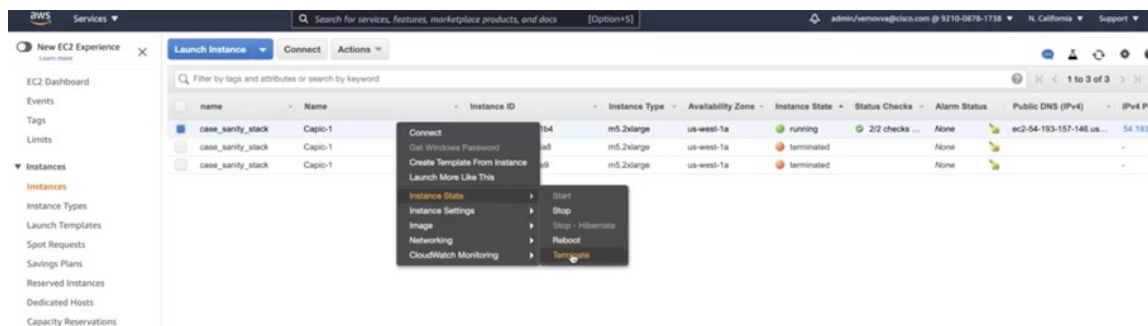 aws Services Search for services, features, marketplace products, and docs [Option+S] admin/vemovva@cisco.com @ 9210-0878-1738 N. California Support
New EC2 Experience
Learn more
Launch Instance Connect Actions
Filter by tags and attributes or search by keyword 1 to 3 of 3
EC2 Dashboard
Events
Tags
Limits
Instances
Instances
Instance Types
Launch Templates
Spot Requests
Savings Plans
Reserved Instances
Dedicated Hosts
Capacity Reservations
name Name Instance ID Instance Type Availability Zone Instance State Status Checks Alarm Status Public DNS (IPv4) IPv4 P
case_sanity_stack Capic-1 1b4 m5.2xlarge us-west-1a running 2/2 checks ... None ec2-54-193-157-146.us... 54.193
case_sanity_stack Capic-1 a8 m5.2xlarge us-west-1a terminated None -
case_sanity_stack Capic-1 e9 m5.2xlarge us-west-1a terminated None -
Connect
Get Windows Password
Create Template From Instance
Launch More Like This
Instance State
Instance Settings
Image
Networking
CloudWatch Monitoring
Start
Stop
Stop - Hibernate
Reboot
Terminate